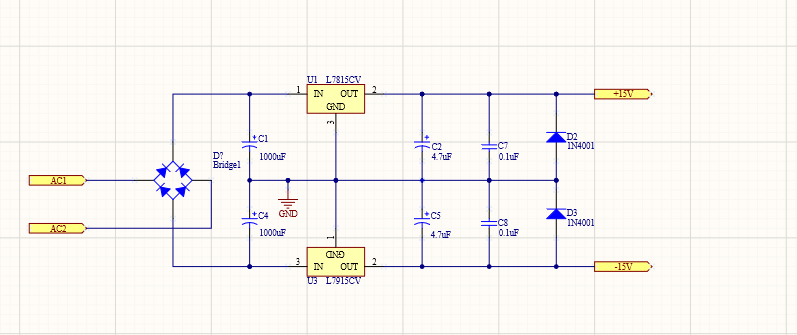 U1 L7815CV
1 IN OUT 2
GND
3
+15V
C1
1000uF
C2
4.7uF
C7
0.1uF
D2
1N4001
D?
Bridge1
AC1
AC2
GND
C4
1000uF
C5
4.7uF
C8
0.1uF
D3
1N4001
1
GND
3 IN OUT 2
U3 L7915CV
-15V